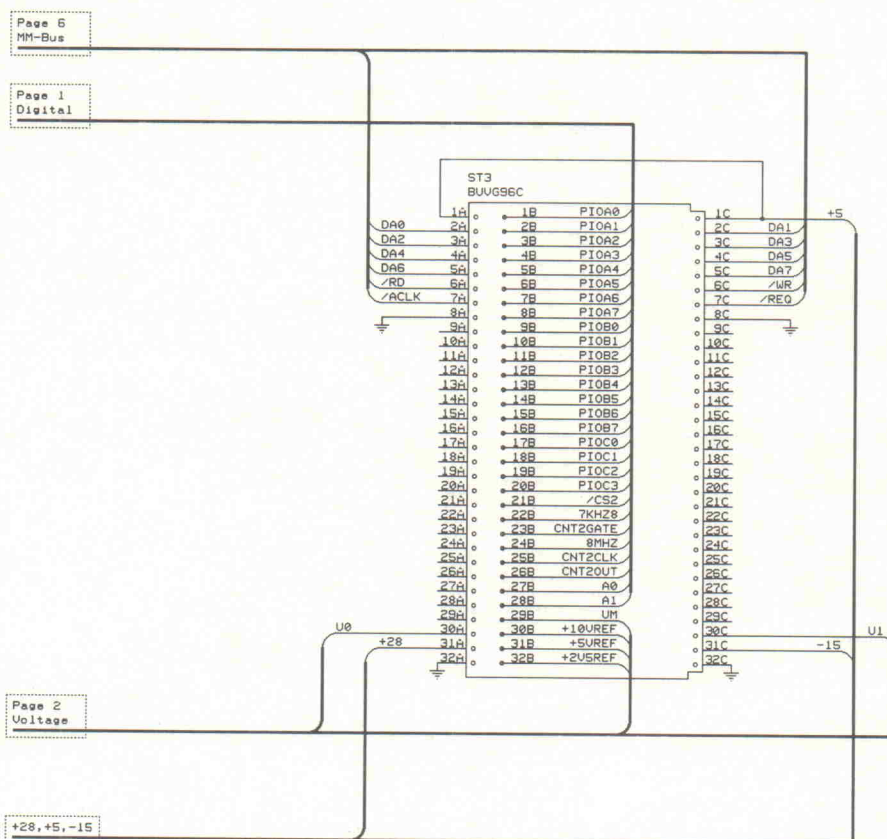 Page 6
MM-Bus
Page 1
Digital
ST3
BUVG96C
1A 1B PIOA0 1C +5
DA0 2A 2B PIOA1 2C DA1
DA2 3A 3B PIOA2 3C DA3
DA4 4A 4B PIOA3 4C DA5
DA6 5A 5B PIOA4 5C DA7
/RD 6A 6B PIOA5 6C /WR
/ACLK 7A 7B PIOA6 7C /REQ
8A 8B PIOA7 8C
9A 9B PIOB0 9C
10A 10B PIOB1 10C
11A 11B PIOB2 11C
12A 12B PIOB3 12C
13A 13B PIOB4 13C
14A 14B PIOB5 14C
15A 15B PIOB6 15C
16A 16B PIOB7 16C
17A 17B PIOC0 17C
18A 18B PIOC1 18C
19A 19B PIOC2 19C
20A 20B PIOC3 20C
21A 21B /CS2 21C
22A 22B 7KHZ8 22C
23A 23B CNT2GATE 23C
24A 24B 8MHZ 24C
25A 25B CNT2CLK 25C
26A 26B CNT2OUT 26C
27A 27B A0 27C
28A 28B A1 28C
29A 29B VM 29C
V0 30A 30B +10VREF 30C V1
+28 31A 31B +5VREF 31C -15
32A 32B +2V5REF 32C
Page 2
Voltage
+28,+5,-15